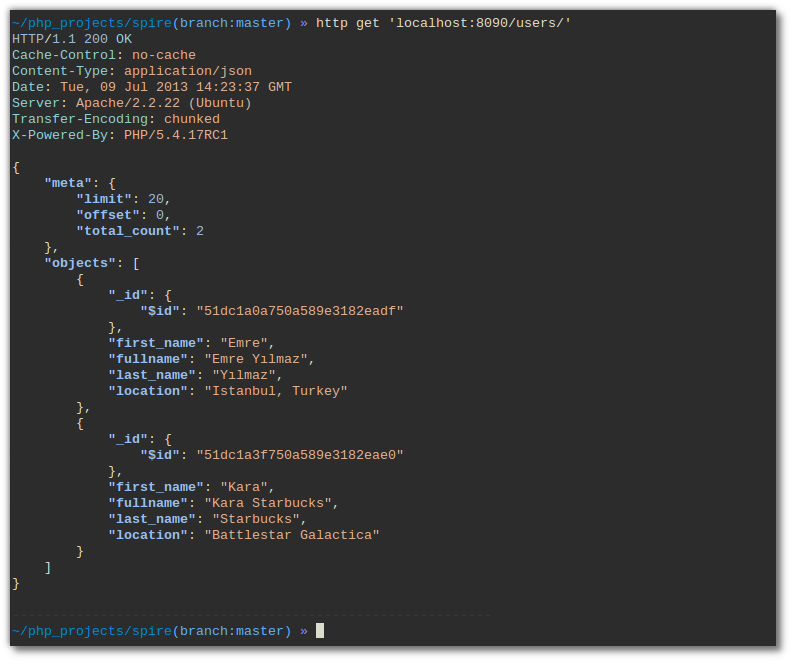 ~/php_projects/spire(branch:master) » http get 'localhost:8090/users/'
HTTP/1.1 200 OK
Cache-Control: no-cache
Content-Type: application/json
Date: Tue, 09 Jul 2013 14:23:37 GMT
Server: Apache/2.2.22 (Ubuntu)
Transfer-Encoding: chunked
X-Powered-By: PHP/5.4.17RC1

{
    "meta": {
        "limit": 20,
        "offset": 0,
        "total_count": 2
    },
    "objects": [
        {
            "_id": {
                "$id": "51dc1a0a750a589e3182eadf"
            },
            "first_name": "Emre",
            "fullname": "Emre Yılmaz",
            "last_name": "Yılmaz",
            "location": "Istanbul, Turkey"
        },
        {
            "_id": {
                "$id": "51dc1a3f750a589e3182eae0"
            },
            "first_name": "Kara",
            "fullname": "Kara Starbucks",
            "last_name": "Starbucks",
            "location": "Battlestar Galactica"
        }
    ]
}

------------------------------------------------------------
~/php_projects/spire(branch:master) »